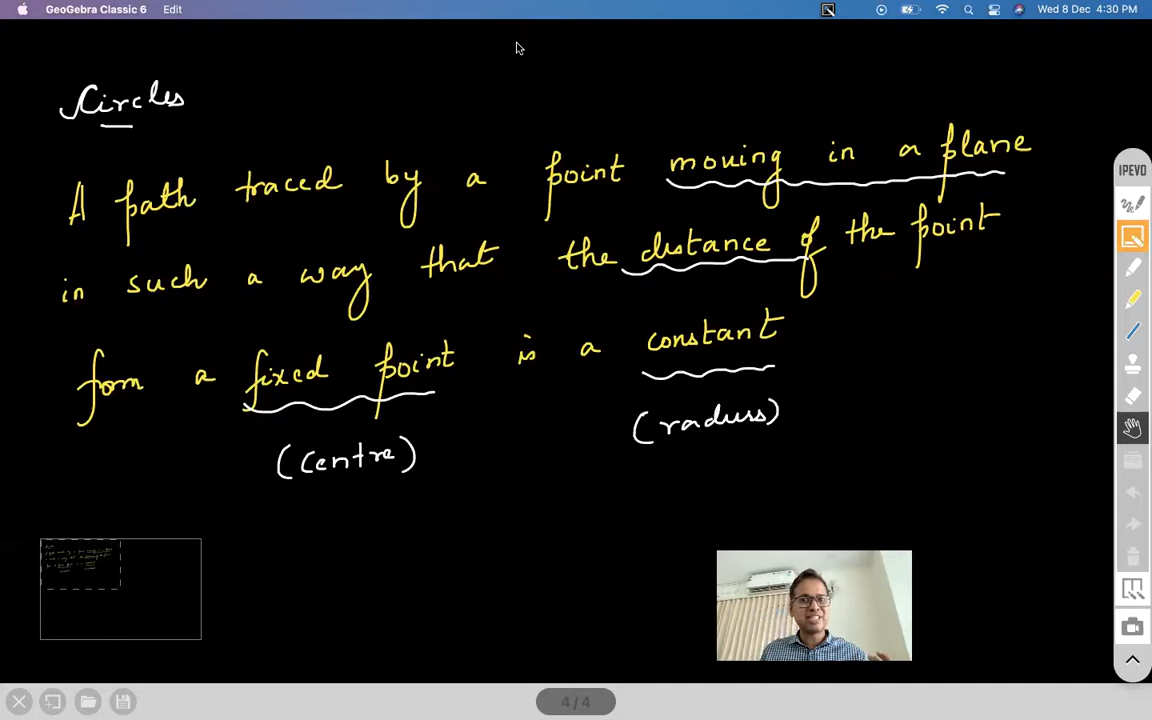 GeoGebra Classic 6 Edit Wed 8 Dec 4:30 PM
Circles
A path traced by a point moving in a plane
in such a way that the distance of the point
from a fixed point is a constant
(centre) (radius)
IPEVO
4/4